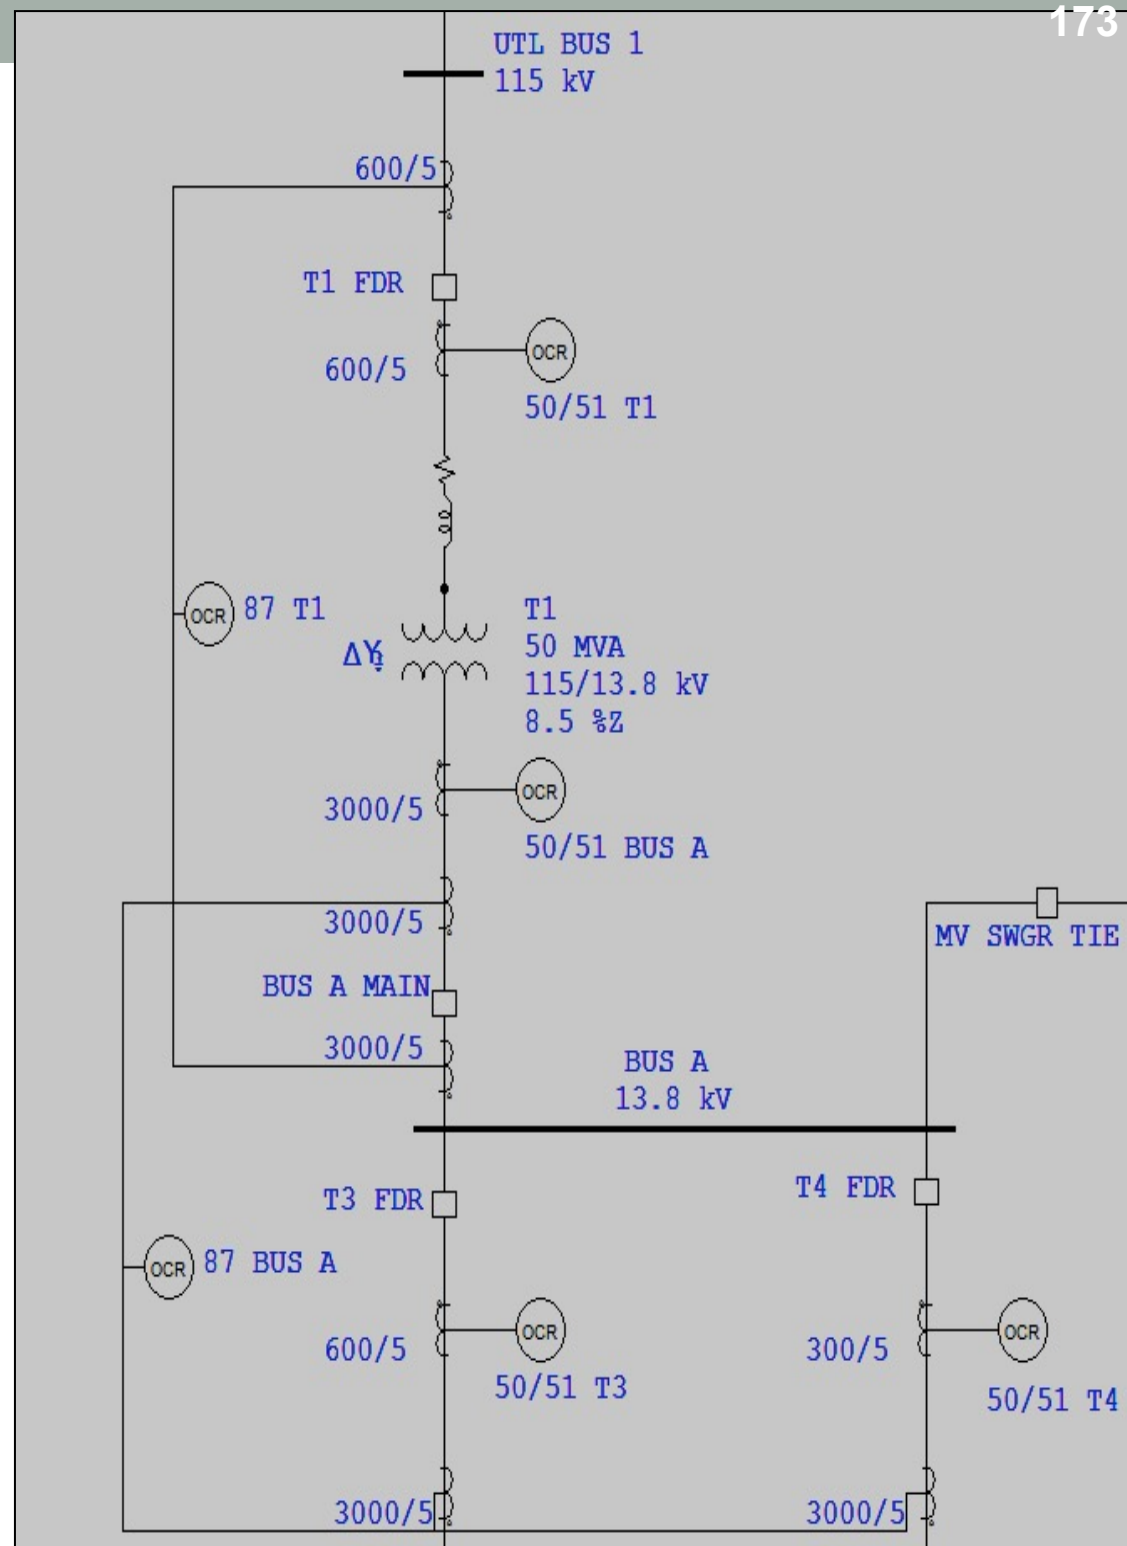 173
UTL BUS 1
115 kV
600/5
T1 FDR
OCR
600/5
50/51 T1
OCR
87 T1
T1
50 MVA
115/13.8 kV
8.5 %Z
OCR
3000/5
50/51 BUS A
3000/5
MV SWGR TIE
BUS A MAIN
3000/5
BUS A
13.8 kV
T3 FDR
T4 FDR
OCR
87 BUS A
OCR
600/5
50/51 T3
OCR
300/5
50/51 T4
3000/5
3000/5